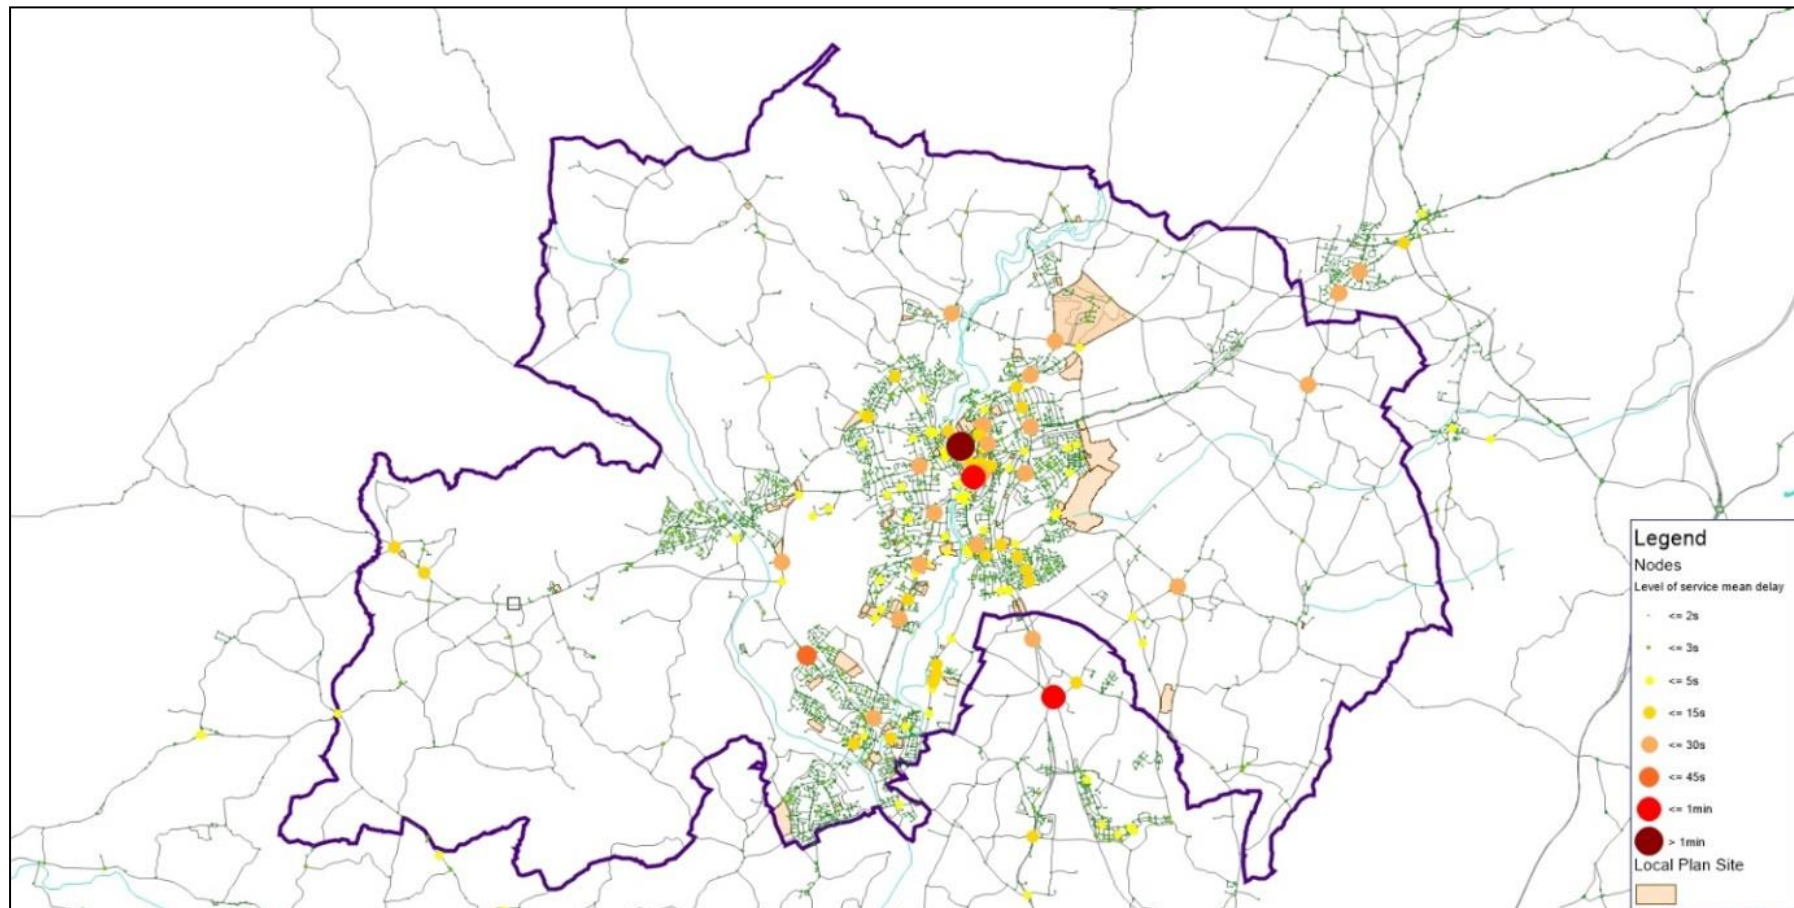 Legend
Nodes
Level of service mean delay
<= 2s
<= 3s
<= 5s
<= 15s
<= 30s
<= 45s
<= 1min
> 1min
Local Plan Site